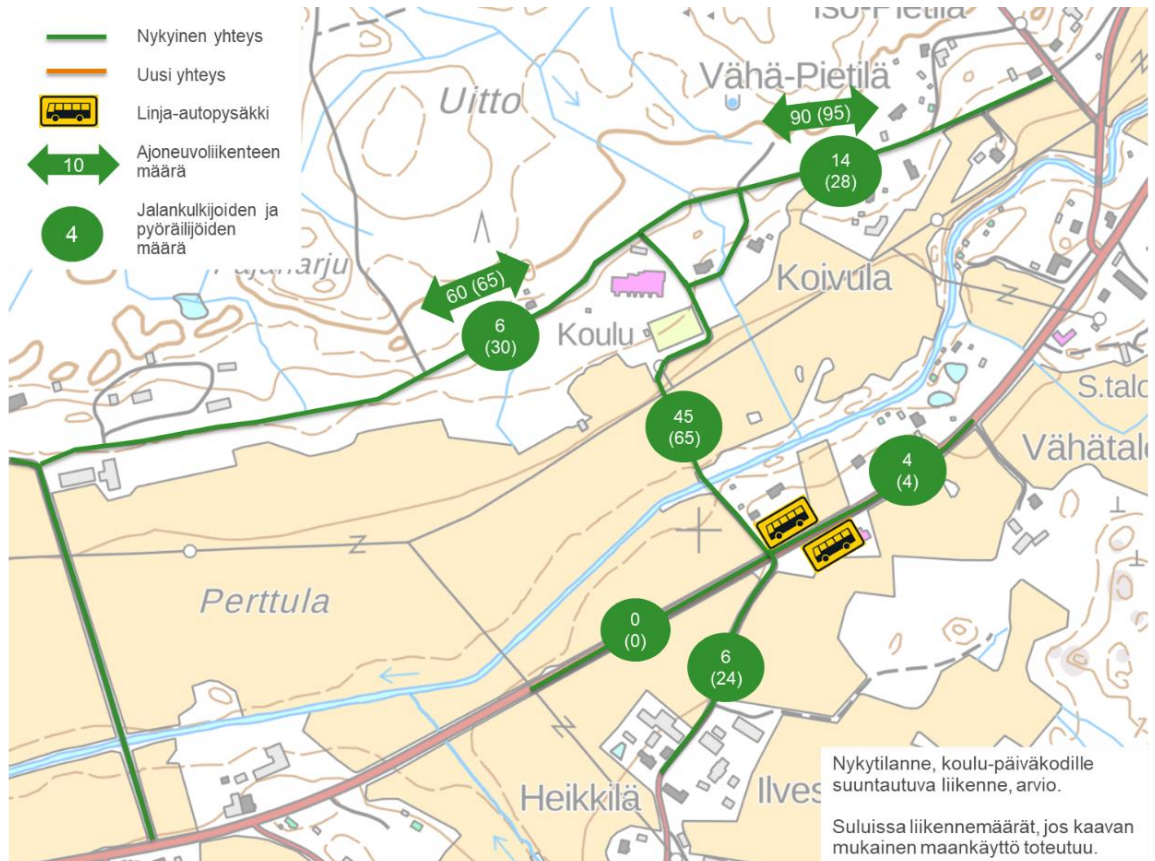 Nykyinen yhteys
Uusi yhteys
Linja-autopysäkki
10
Ajoneuvoliikenteen
määrä
4
Jalankulkijoiden ja
pyöräilijöiden
määrä
Iso-Pietilä
Vähä-Pietilä
Uitto
90 (95)
14
(28)
60 (65)
6
(30)
Koulu
Koivula
45
(65)
S.talo
Vähätalo
4
(4)
Perttula
0
(0)
6
(24)
Heikkilä
Ilves
Nykytilanne, koulu-päiväkodille
suuntautuva liikenne, arvio.
Suluissa liikennemäärät, jos kaavan
mukainen maankäyttö toteutuu.